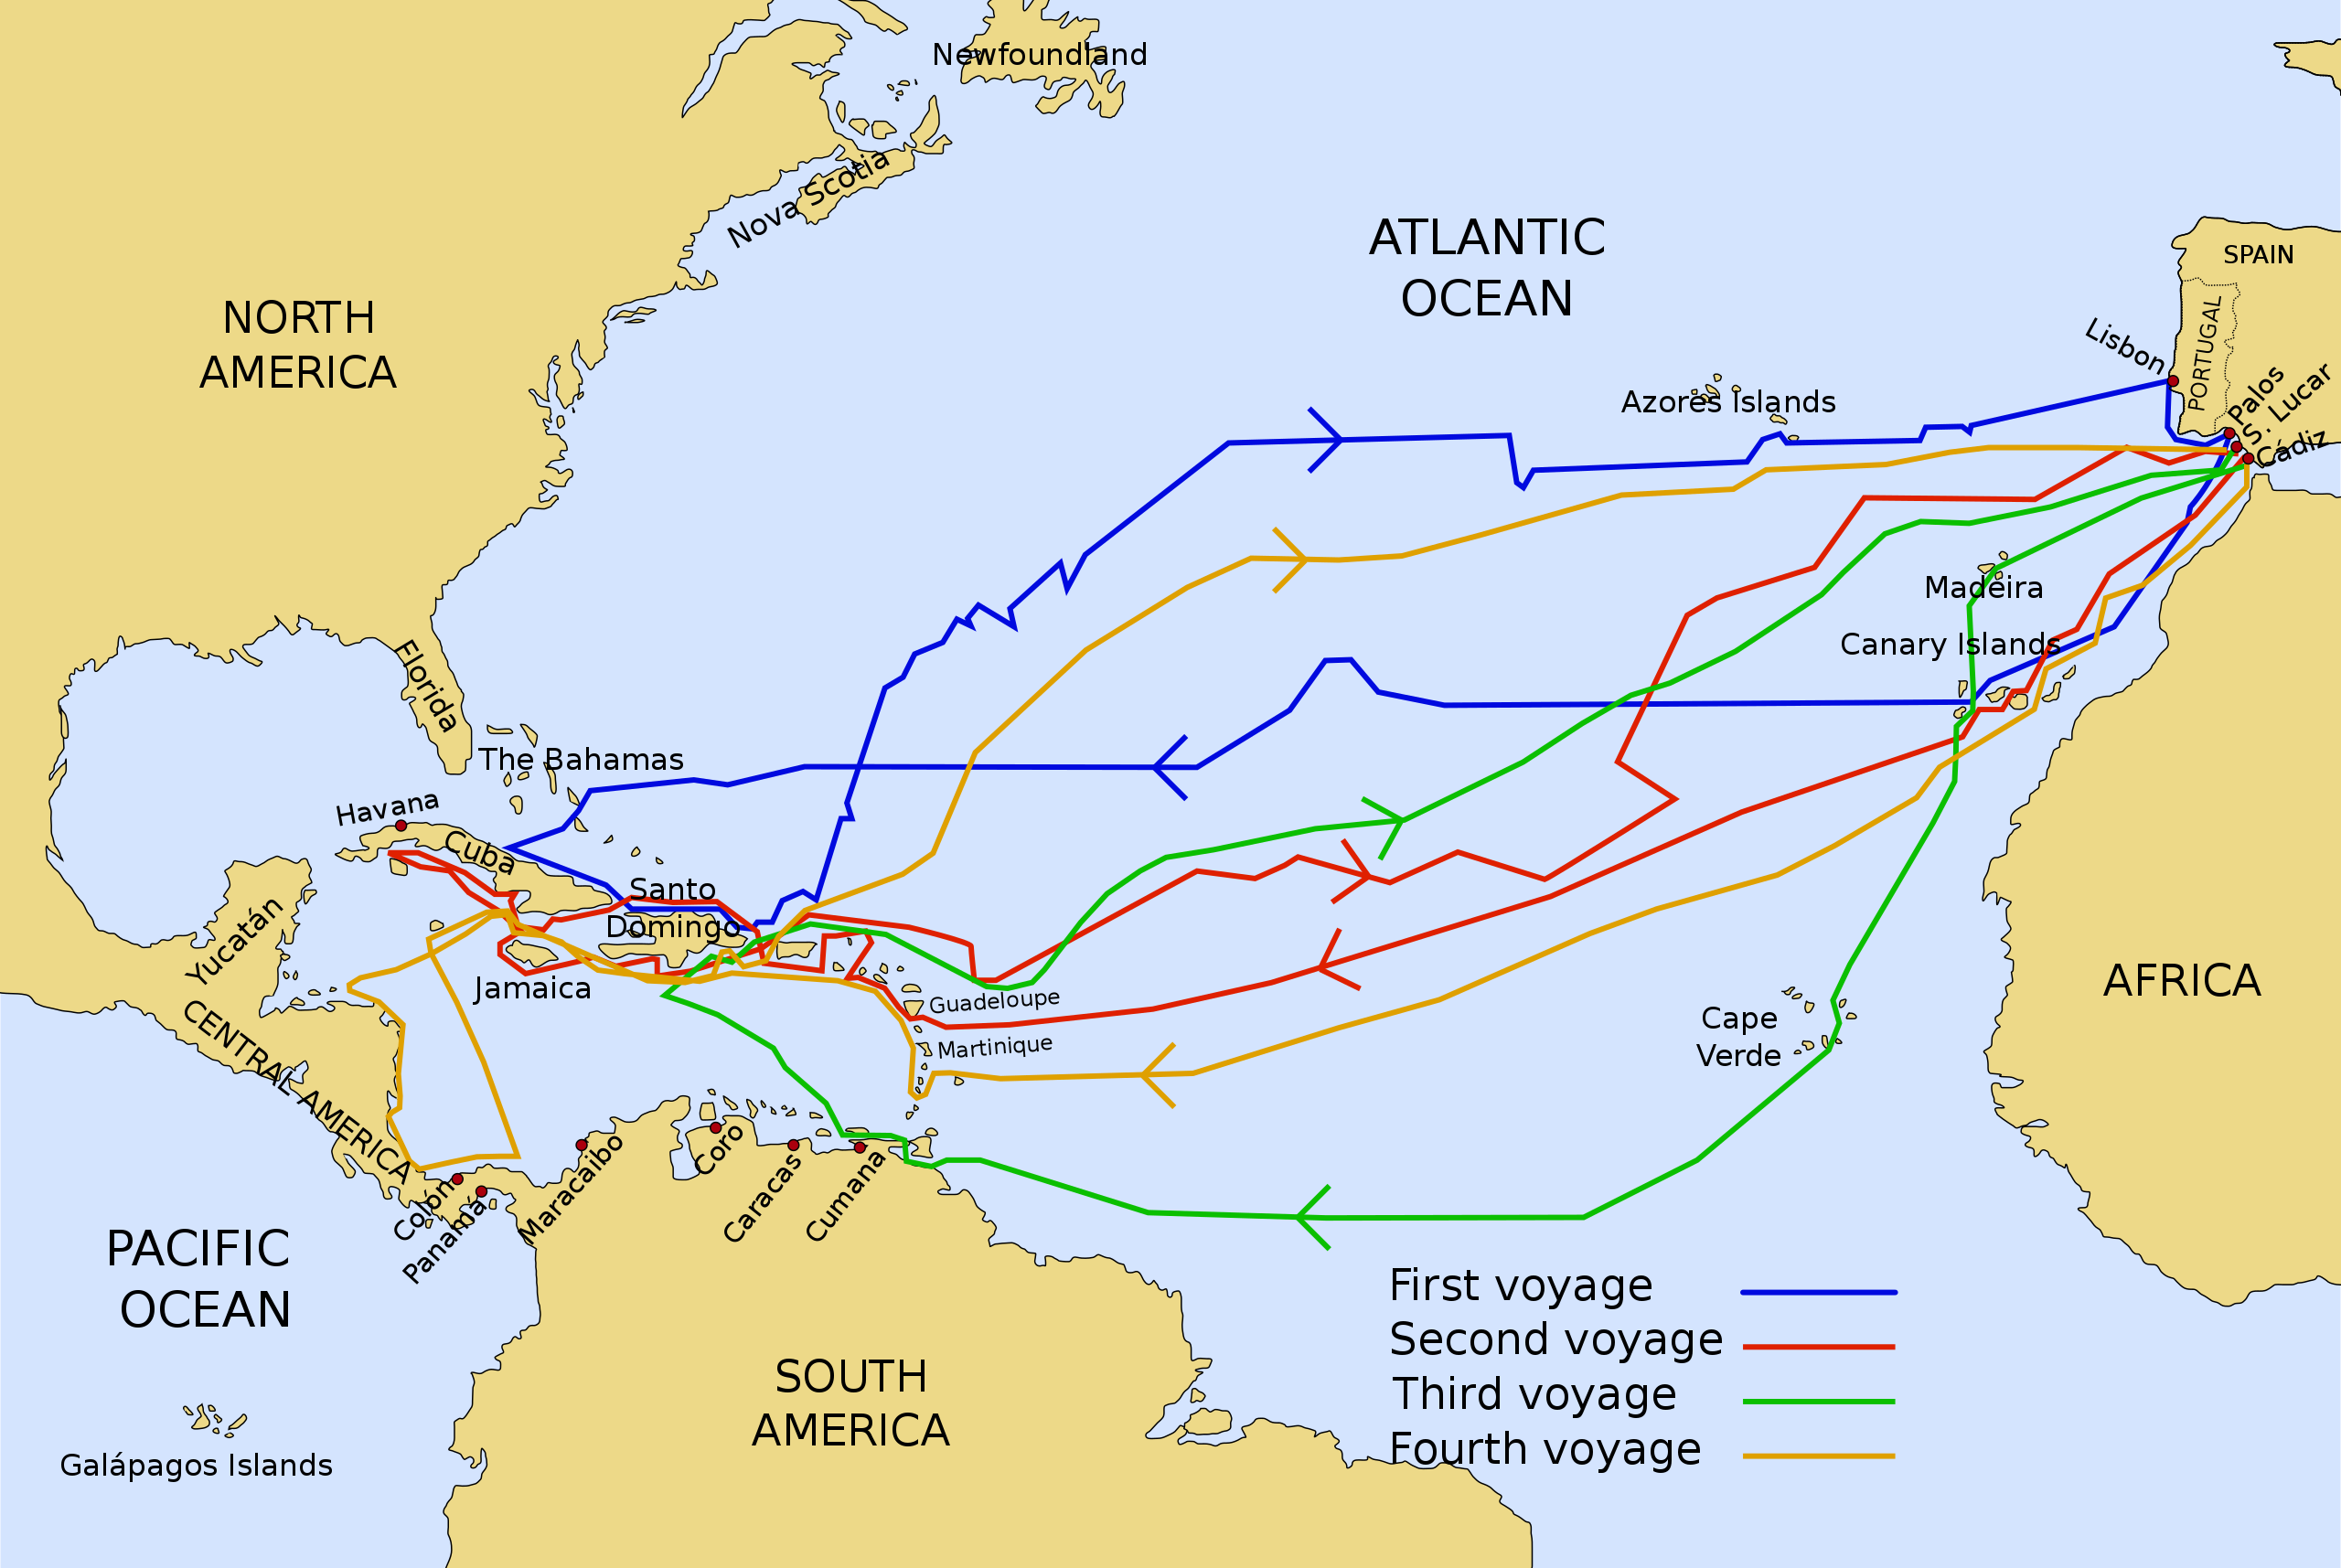 Newfoundland
Nova Scotia
ATLANTIC
OCEAN
SPAIN
PORTUGAL
NORTH
AMERICA
Lisbon
Palos
S. Lucar
Cádiz
Azores Islands
Madeira
Canary Islands
Florida
The Bahamas
Havana
Cuba
Santo
Domingo
Yucatán
Jamaica
Guadeloupe
Martinique
Cape
Verde
AFRICA
CENTRAL AMERICA
Colón
Panamá
Maracaibo
Coro
Caracas
Cumana
PACIFIC
OCEAN
Galápagos Islands
SOUTH
AMERICA
First voyage
Second voyage
Third voyage
Fourth voyage